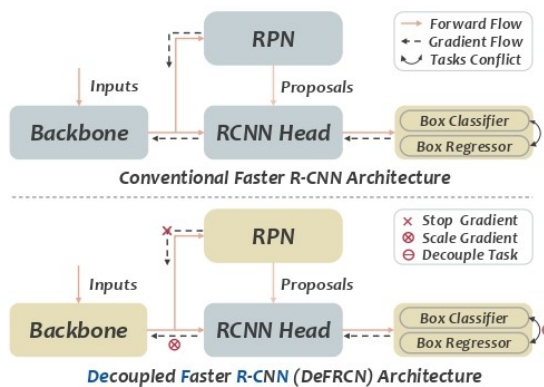 RPN
Forward Flow
Gradient Flow
Tasks Conflict
Inputs
Proposals
Backbone
RCNN Head
Box Classifier
Box Regressor
Conventional Faster R-CNN Architecture
RPN
Stop Gradient
Scale Gradient
Decouple Task
Inputs
Proposals
Backbone
RCNN Head
Box Classifier
Box Regressor
Decoupled Faster R-CNN (DeFRCN) Architecture